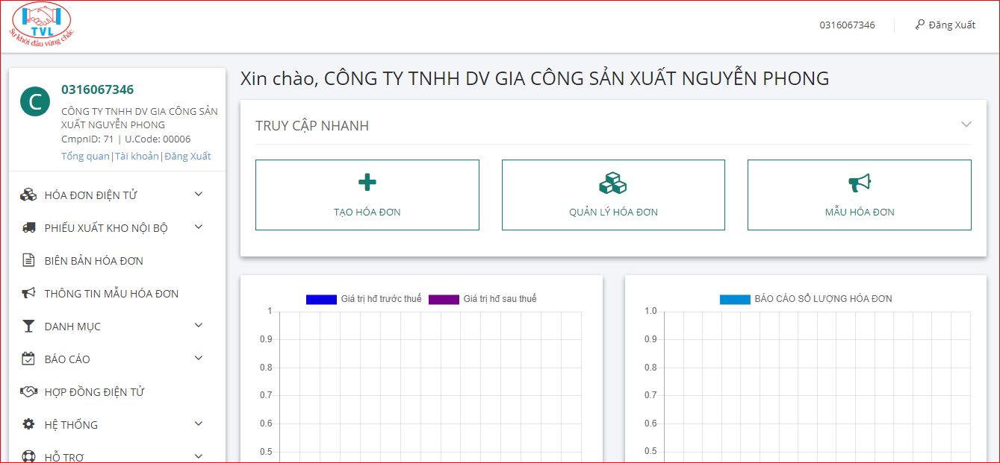 TVL
Sự khởi đầu vững chắc
0316067346
Đăng Xuất
0316067346
C
CÔNG TY TNHH DV GIA CÔNG SẢN
XUẤT NGUYỄN PHONG
CmpnID: 71 | U.Code: 00006
Tổng quan|Tài khoản|Đăng Xuất
HÓA ĐƠN ĐIỆN TỬ
PHIẾU XUẤT KHO NỘI BỘ
BIÊN BẢN HÓA ĐƠN
THÔNG TIN MẪU HÓA ĐƠN
DANH MỤC
BÁO CÁO
HỢP ĐỒNG ĐIỆN TỬ
HỆ THỐNG
HỖ TRỢ
Xin chào, CÔNG TY TNHH DV GIA CÔNG SẢN XUẤT NGUYỄN PHONG
TRUY CẬP NHANH
TẠO HÓA ĐƠN
QUẢN LÝ HÓA ĐƠN
MẪU HÓA ĐƠN
Giá trị hđ trước thuế
Giá trị hđ sau thuế
1
0.9
0.8
0.7
0.6
0.5
BÁO CÁO SỐ LƯỢNG HÓA ĐƠN
1.0
0.9
0.8
0.7
0.6
0.5